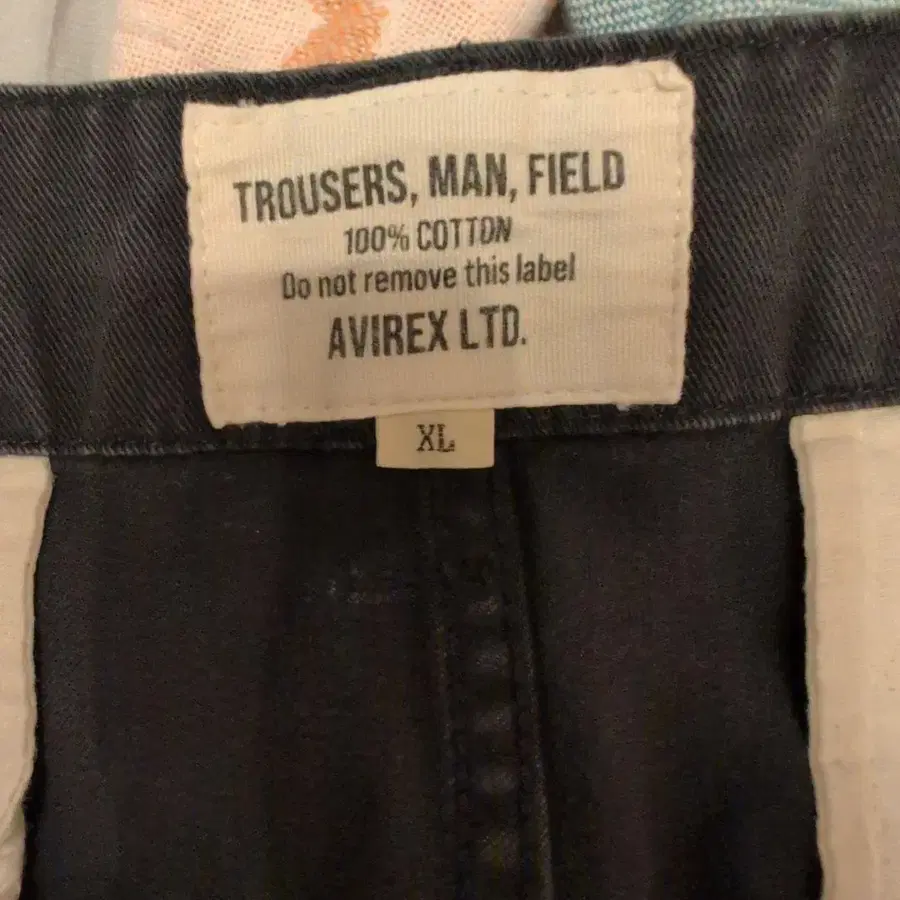 TROUSERS, MAN, FIELD
100% COTTON
Do not remove this label
AVIREX LTD.
XL